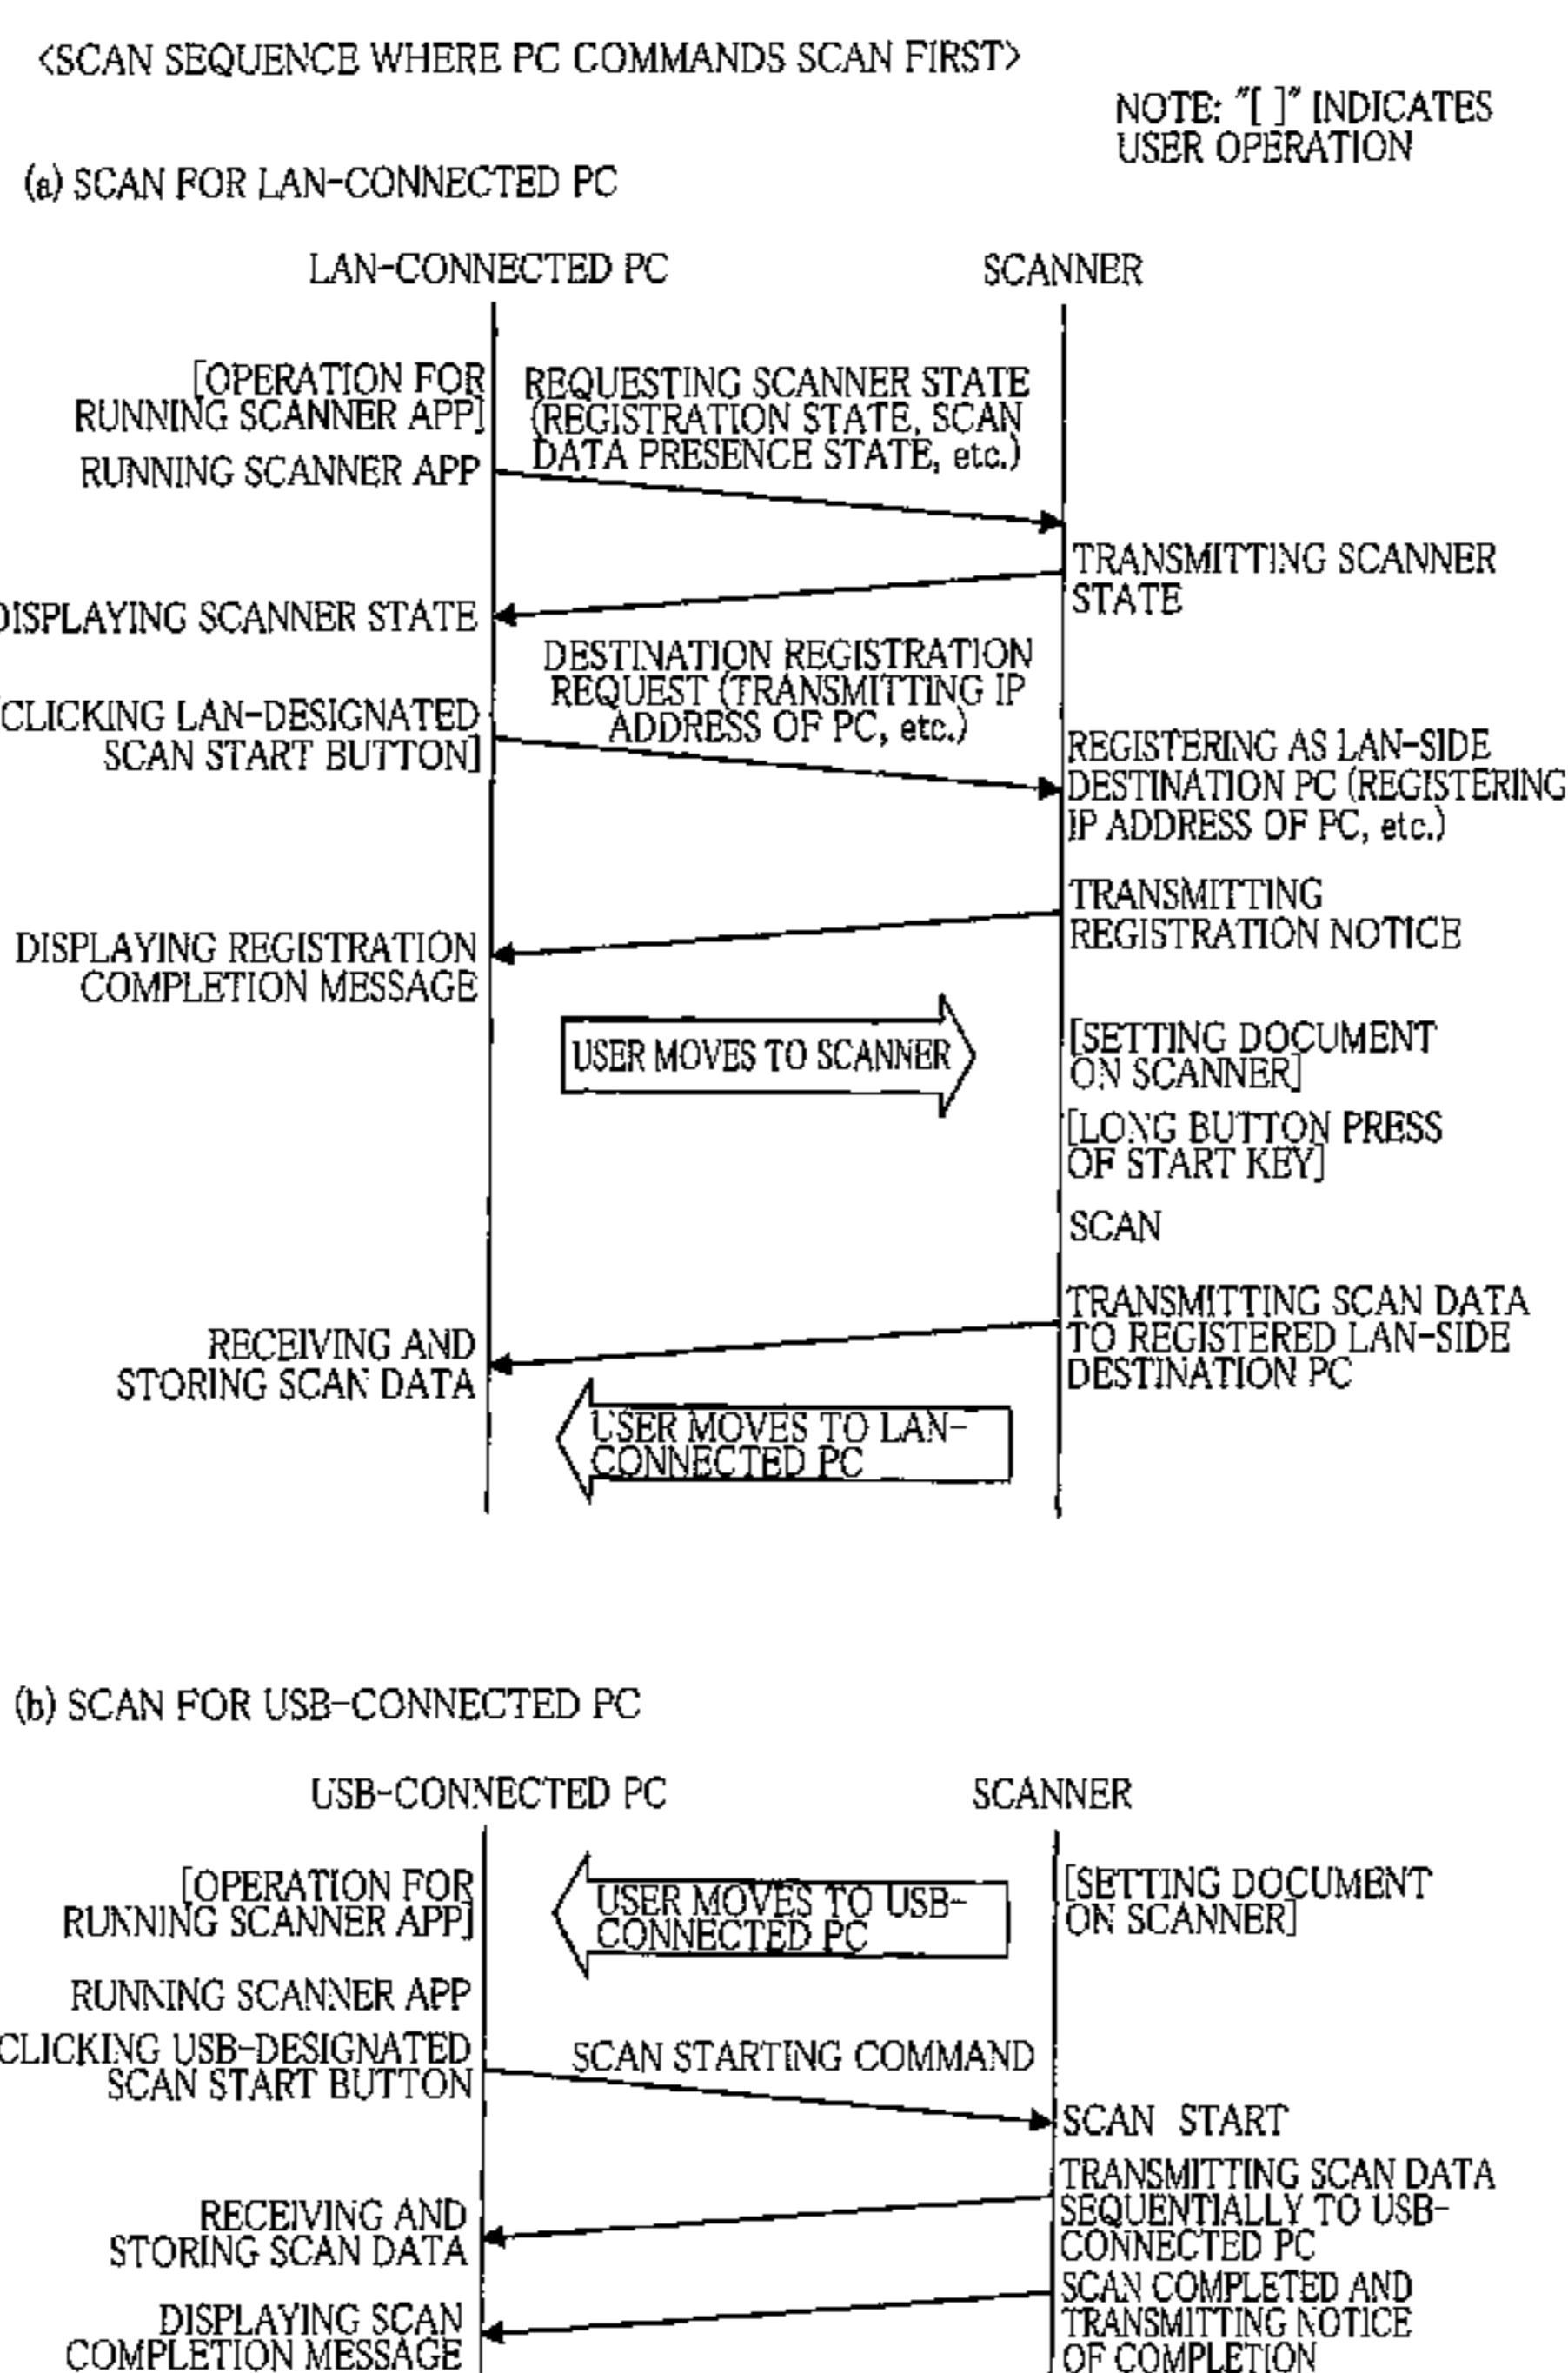 <SCAN SEQUENCE WHERE PC COMMANDS SCAN FIRST>
NOTE: "[ ]" INDICATES
USER OPERATION
(a) SCAN FOR LAN-CONNECTED PC
LAN-CONNECTED PC
SCANNER
[OPERATION FOR
RUNNING SCANNER APP]
REQUESTING SCANNER STATE
(REGISTRATION STATE, SCAN
DATA PRESENCE STATE, etc.)
RUNNING SCANNER APP
TRANSMITTING SCANNER
STATE
DISPLAYING SCANNER STATE
DESTINATION REGISTRATION
REQUEST (TRANSMITTING IP
ADDRESS OF PC, etc.)
CLICKING LAN-DESIGNATED
SCAN START BUTTON]
REGISTERING AS LAN-SIDE
DESTINATION PC (REGISTERING
IP ADDRESS OF PC, etc.)
TRANSMITTING
REGISTRATION NOTICE
DISPLAYING REGISTRATION
COMPLETION MESSAGE
USER MOVES TO SCANNER
[SETTING DOCUMENT
ON SCANNER]
[LONG BUTTON PRESS
OF START KEY]
SCAN
TRANSMITTING SCAN DATA
TO REGISTERED LAN-SIDE
DESTINATION PC
RECEIVING AND
STORING SCAN DATA
USER MOVES TO LAN-
CONNECTED PC
(b) SCAN FOR USB-CONNECTED PC
USB-CONNECTED PC
SCANNER
[OPERATION FOR
RUNNING SCANNER APP]
USER MOVES TO USB-
CONNECTED PC
[SETTING DOCUMENT
ON SCANNER]
RUNNING SCANNER APP
CLICKING USB-DESIGNATED
SCAN START BUTTON
SCAN STARTING COMMAND
SCAN START
TRANSMITTING SCAN DATA
SEQUENTIALLY TO USB-
CONNECTED PC
RECEIVING AND
STORING SCAN DATA
SCAN COMPLETED AND
TRANSMITTING NOTICE
OF COMPLETION
DISPLAYING SCAN
COMPLETION MESSAGE